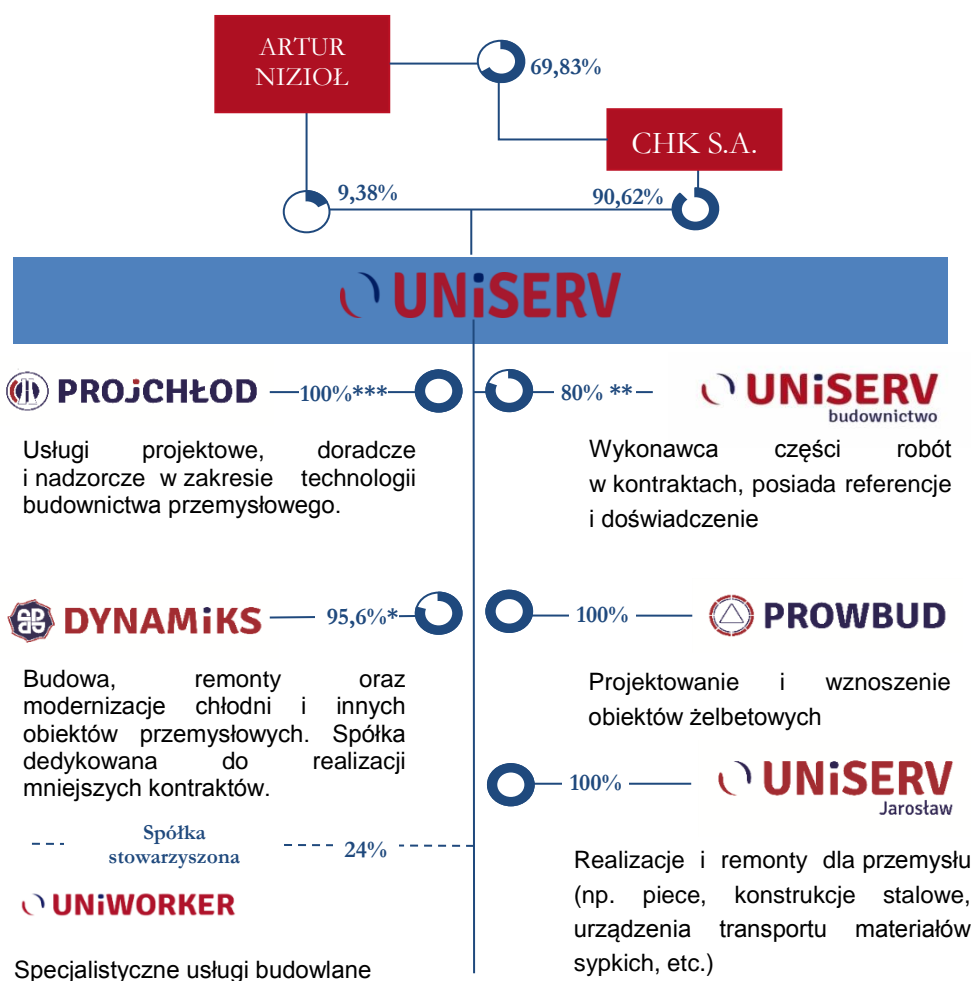 ARTUR
NIZIOŁ
69,83%
CHK S.A.
9,38%
90,62%
UNiSERV
PROJCHŁOD
100%***
80% **
UNiSERV
budownictwo
Usługi projektowe, doradcze
i nadzorcze w zakresie technologii
budownictwa przemysłowego.
Wykonawca części robót
w kontraktach, posiada referencje
i doświadczenie
DYNAMiKS
95,6%*
100%
PROWBUD
Budowa, remonty oraz
modernizacje chłodni i innych
obiektów przemysłowych. Spółka
dedykowana do realizacji
mniejszych kontraktów.
Projektowanie i wznoszenie
obiektów żelbetowych
100%
UNiSERV
Jarosław
Spółka
stowarzyszona
24%
UNiWORKER
Specjalistyczne usługi budowlane
Realizacje i remonty dla przemysłu
(np. piece, konstrukcje stalowe,
urządzenia transportu materiałów
sypkich, etc.)